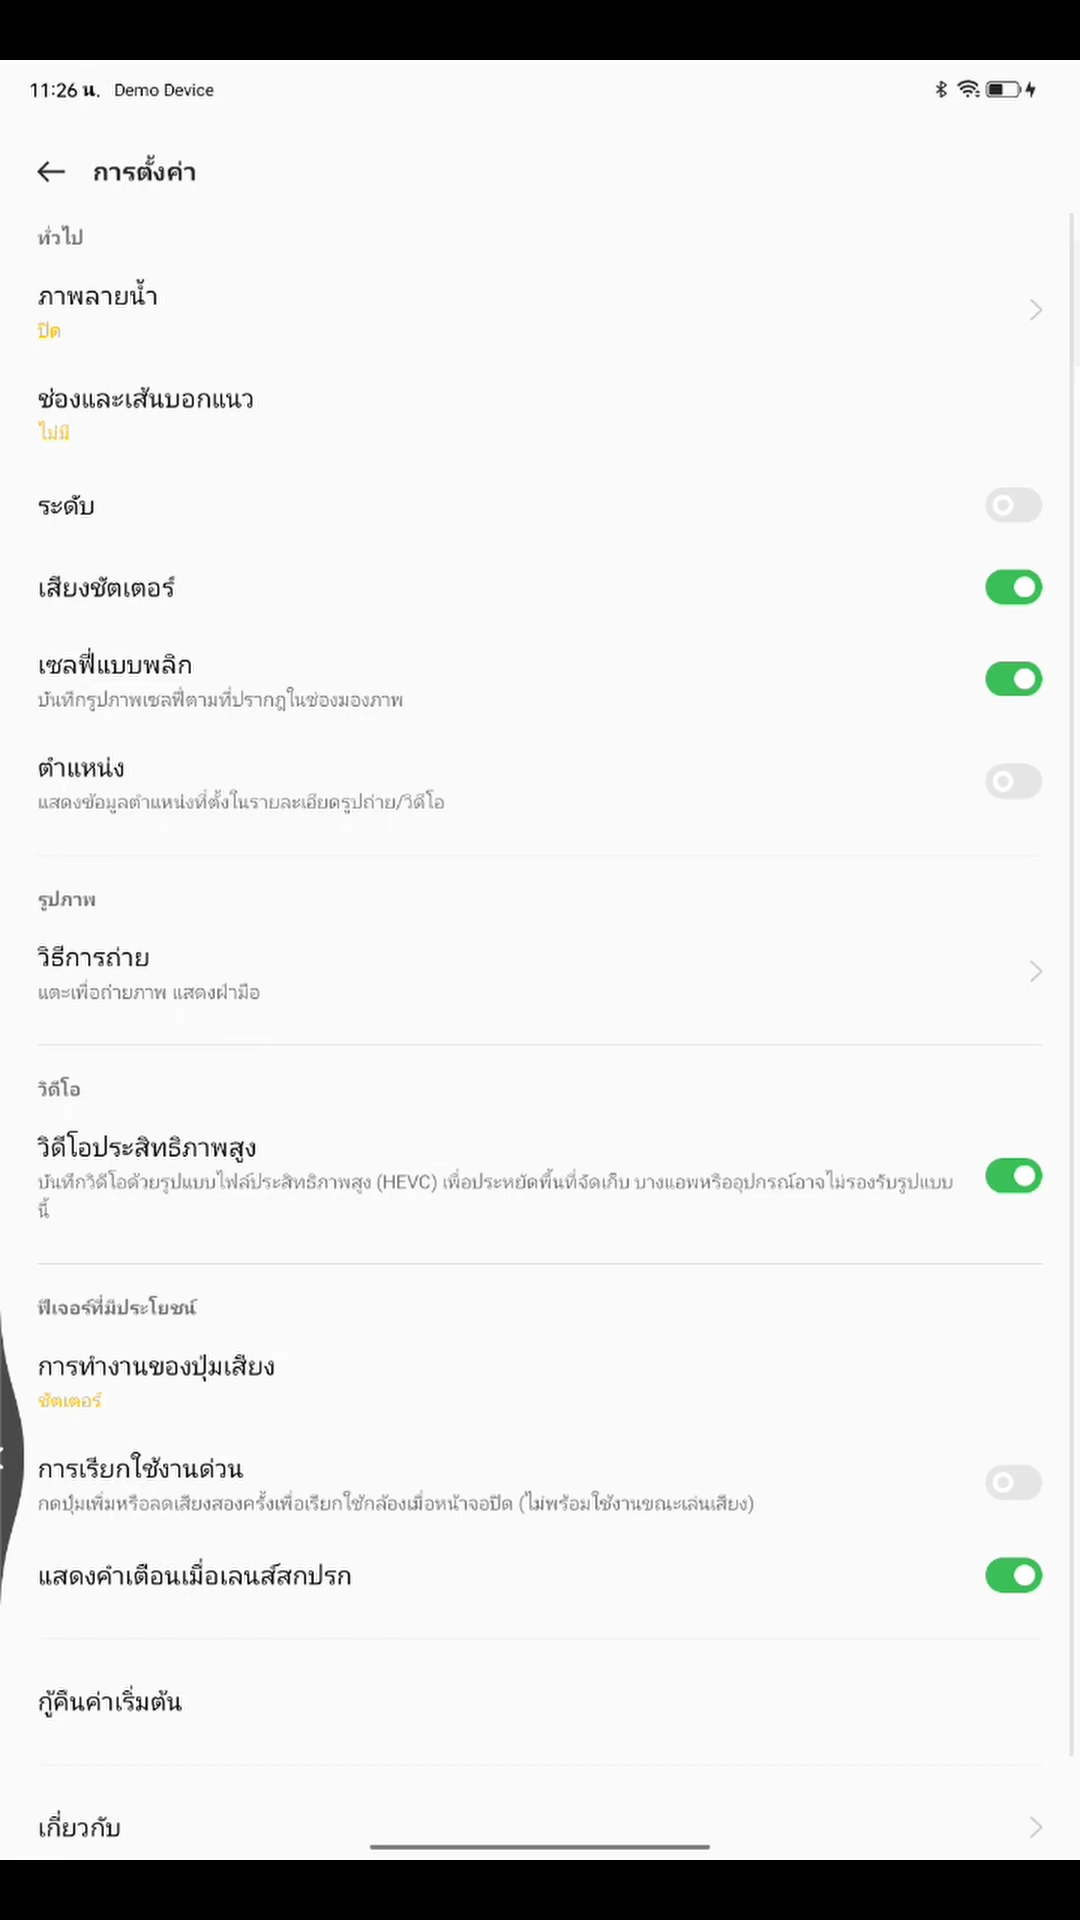 11:26 น. Demo Device
การตั้งค่า
ทั่วไป
ภาพลายน้ำ
ปิด
ช่องและเส้นบอกแนว
ไม่มี
ระดับ
เสียงชัตเตอร์
เซลฟี่แบบพลิก
บันทึกรูปภาพเซลฟี่ตามที่ปรากฏในช่องมองภาพ
ตำแหน่ง
แสดงข้อมูลตำแหน่งที่ตั้งในรายละเอียดรูปถ่าย/วิดีโอ
รูปภาพ
วิธีการถ่าย
แตะเพื่อถ่ายภาพ แสดงฝ่ามือ
วิดีโอ
วิดีโอประสิทธิภาพสูง
บันทึกวิดีโอด้วยรูปแบบไฟล์ประสิทธิภาพสูง (HEVC) เพื่อประหยัดพื้นที่จัดเก็บ บางแอพหรืออุปกรณ์อาจไม่รองรับรูปแบบ
นี้
ฟีเจอร์ที่มีประโยชน์
การทำงานของปุ่มเสียง
ชัตเตอร์
การเรียกใช้งานด่วน
กดปุ่มเพิ่มหรือลดเสียงสองครั้งเพื่อเรียกใช้กล้องเมื่อหน้าจอปิด (ไม่พร้อมใช้งานขณะเล่นเสียง)
แสดงคำเตือนเมื่อเลนส์สกปรก
กู้คืนค่าเริ่มต้น
เกี่ยวกับ